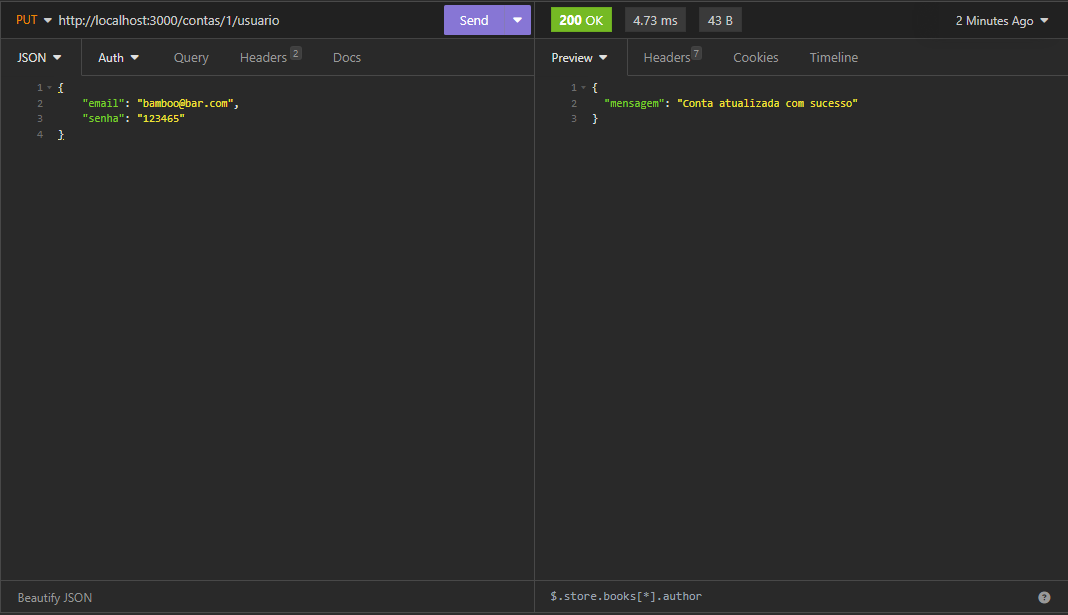 PUT http://localhost:3000/contas/1/usuario Send
200 OK 4.73 ms 43 B 2 Minutes Ago
JSON Auth Query Headers 2 Docs
Preview Headers 7 Cookies Timeline
1 {
2 "email": "bamboo@bar.com",
3 "senha": "123465"
4 }
1 {
2 "mensagem": "Conta atualizada com sucesso"
3 }
Beautify JSON
$.store.books[*].author ?